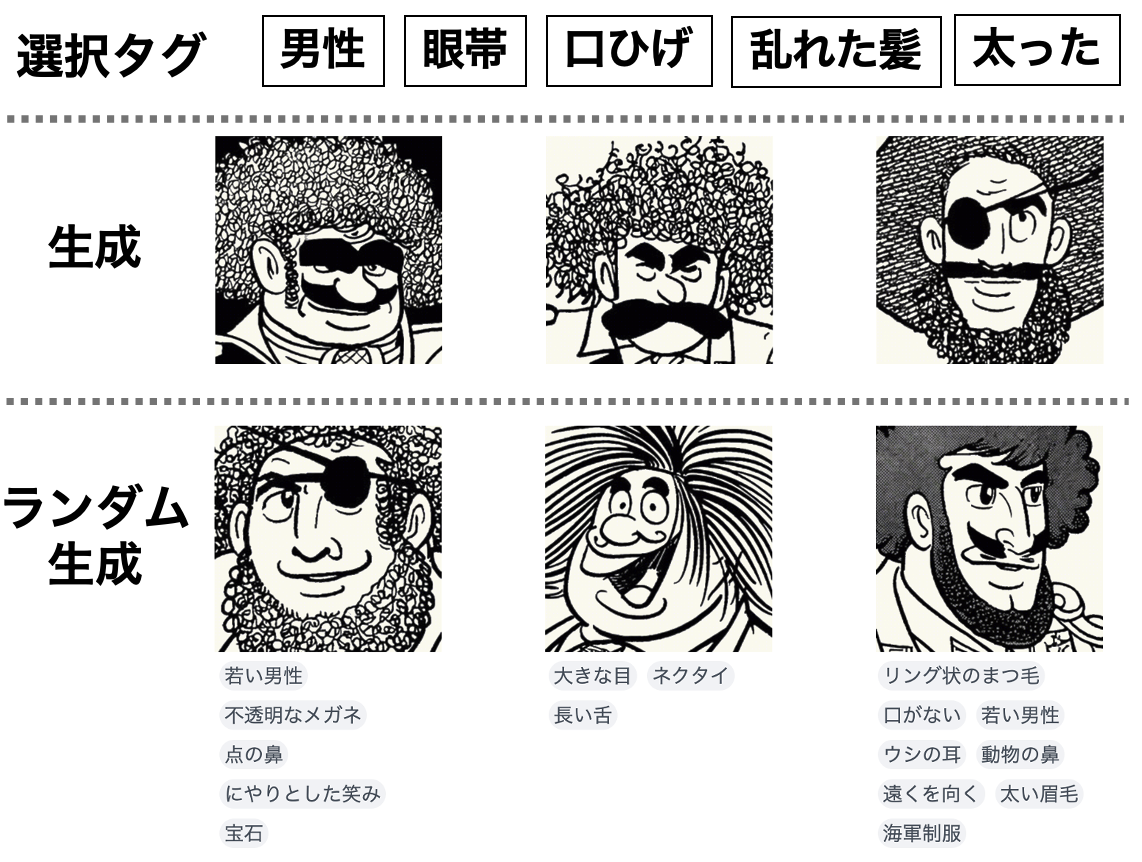 選択タグ 男性 眼帯 口ひげ 乱れた髪 太った
生成
ランダム
生成
若い男性
不透明なメガネ
点の鼻
にやりとした笑み
宝石
大きな目 ネクタイ
長い舌
リング状のまつ毛
口がない 若い男性
ウシの耳 動物の鼻
遠くを向く 太い眉毛
海軍制服